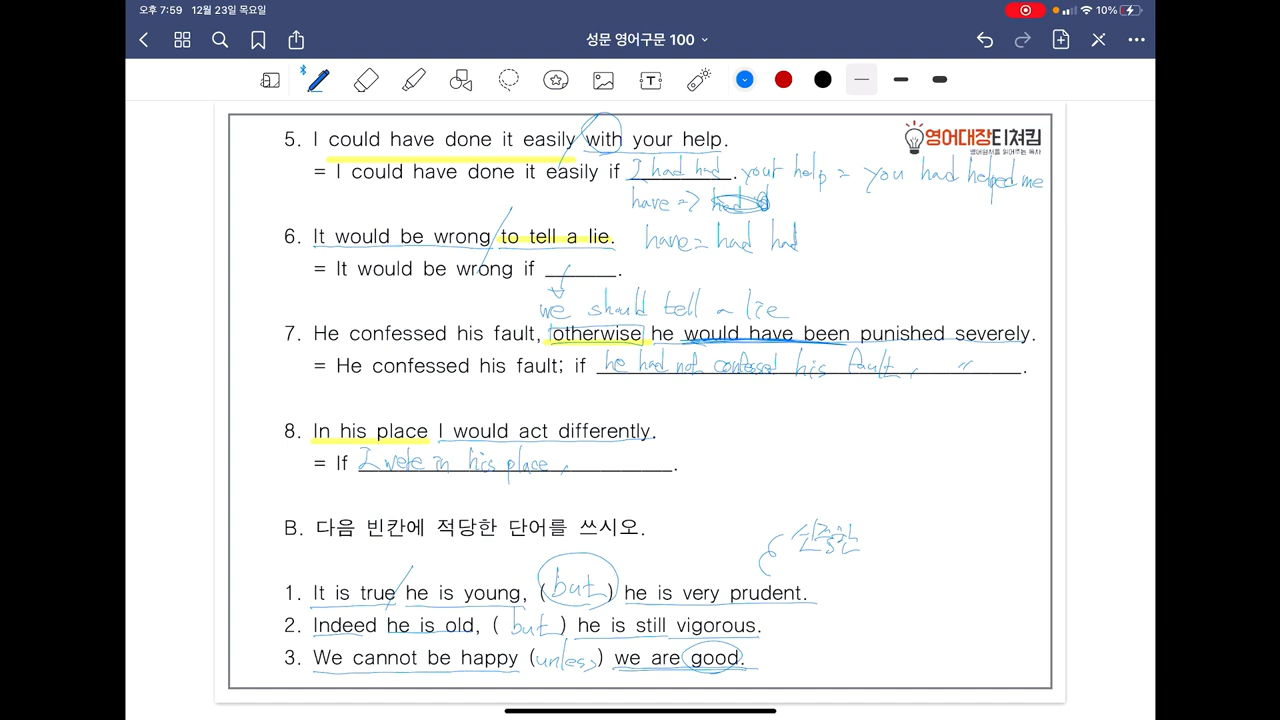 오후 7:59 12월 23일 목요일
10%
성문 영어구문 100
5. I could have done it easily with your help.
영어대장티쳐킴
= I could have done it easily if I had had. your help = you had helped me
have =>
6. It would be wrong to tell a lie. have = had had
= It would be wrong if ______.
we should tell a lie
7. He confessed his fault, otherwise he would have been punished severely.
= He confessed his fault; if he had not confessed his fault, 〃.
8. In his place I would act differently.
= If I were in his place, .
B. 다음 빈칸에 적당한 단어를 쓰시오.
신중한
1. It is true he is young, (but) he is very prudent.
2. Indeed he is old, (but) he is still vigorous.
3. We cannot be happy (unless) we are good.